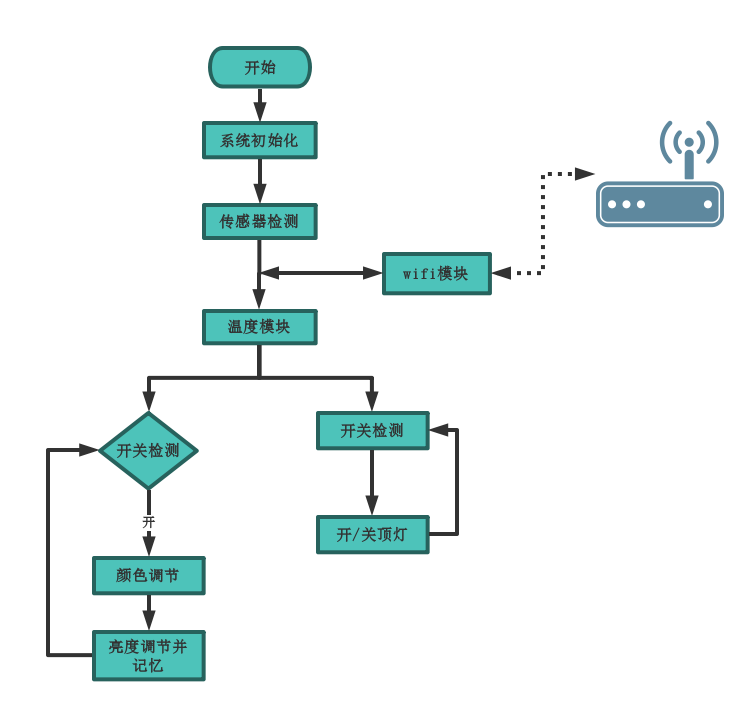 开始
系统初始化
传感器检测
wifi模块
温度模块
开关检测
开关检测
开
开/关顶灯
颜色调节
亮度调节并
记忆